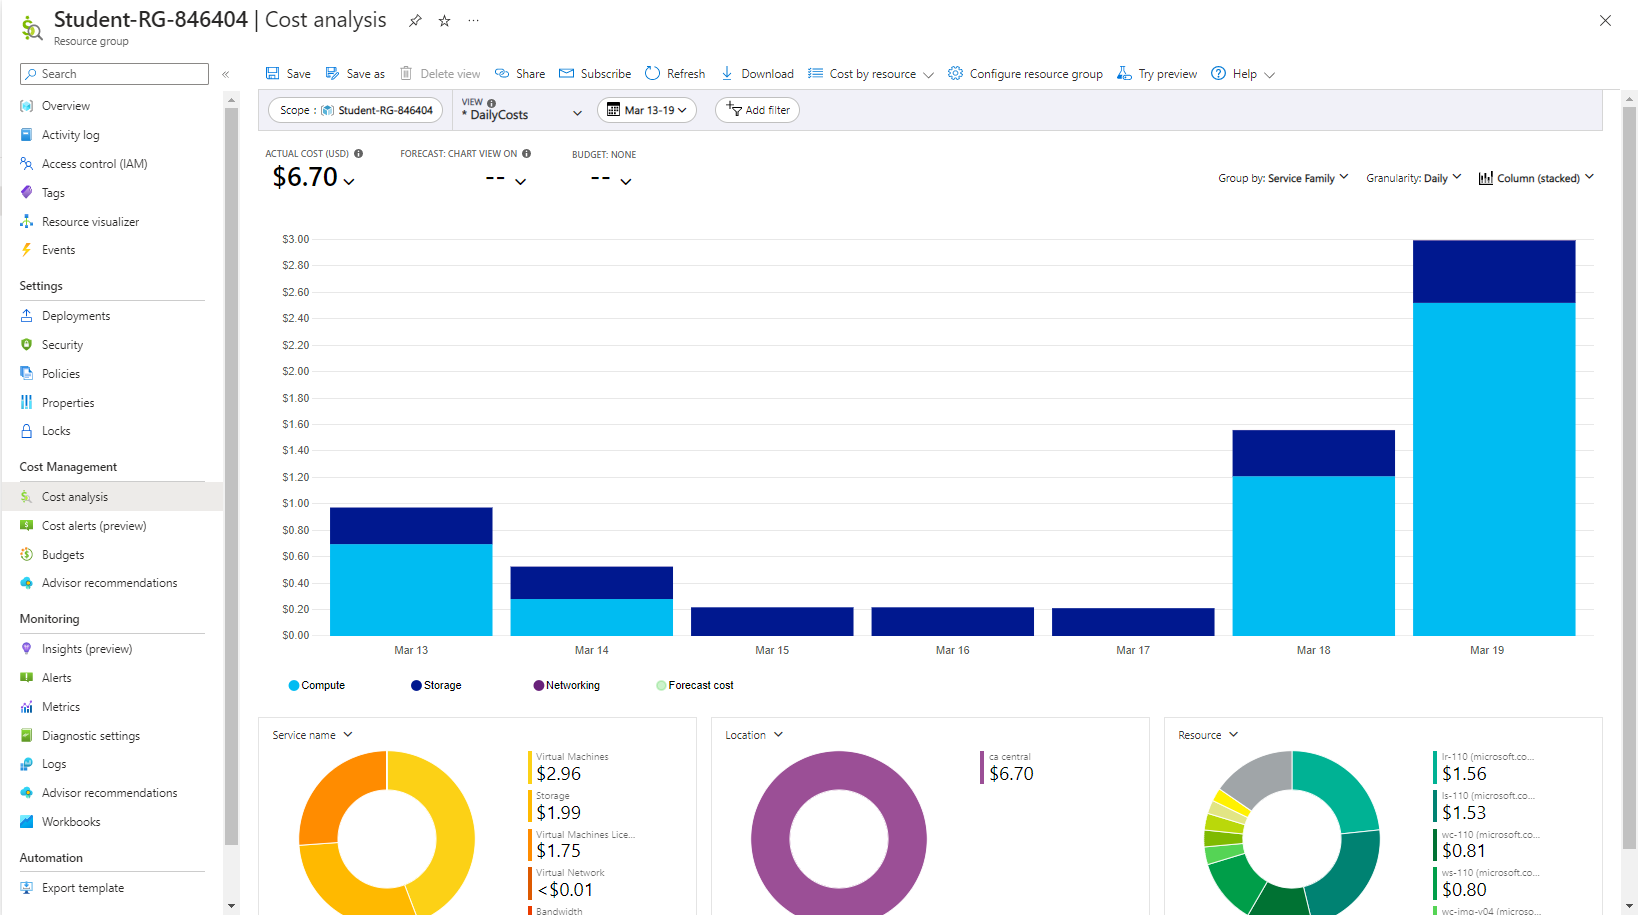 Student-RG-846404 | Cost analysis
Resource group
Search
Overview
Activity log
Access control (IAM)
Tags
Resource visualizer
Events
Settings
Deployments
Security
Policies
Properties
Locks
Cost Management
Cost analysis
Cost alerts (preview)
Budgets
Advisor recommendations
Monitoring
Insights (preview)
Alerts
Metrics
Diagnostic settings
Logs
Advisor recommendations
Workbooks
Automation
Export template
Save Save as Delete view Share Subscribe Refresh Download Cost by resource Configure resource group Try preview Help
Scope : Student-RG-846404
VIEW
* DailyCosts
Mar 13-19
Add filter
ACTUAL COST (USD) FORECAST: CHART VIEW ON BUDGET: NONE
$6.70 -- --
Group by: Service Family Granularity: Daily Column (stacked)
$3.00
$2.80
$2.60
$2.40
$2.20
$2.00
$1.80
$1.60
$1.40
$1.20
$1.00
$0.80
$0.60
$0.40
$0.20
$0.00
Mar 13 Mar 14 Mar 15 Mar 16 Mar 17 Mar 18 Mar 19
Compute Storage Networking Forecast cost
Service name
Virtual Machines
$2.96
Storage
$1.99
Virtual Machines Lice...
$1.75
Virtual Network
<$0.01
Bandwidth
Location
ca central
$6.70
Resource
lr-110 (microsoft.co...
$1.56
ls-110 (microsoft.co...
$1.53
wc-110 (microsoft.co...
$0.81
ws-110 (microsoft.co...
$0.80
wc-img-v04 (microso...